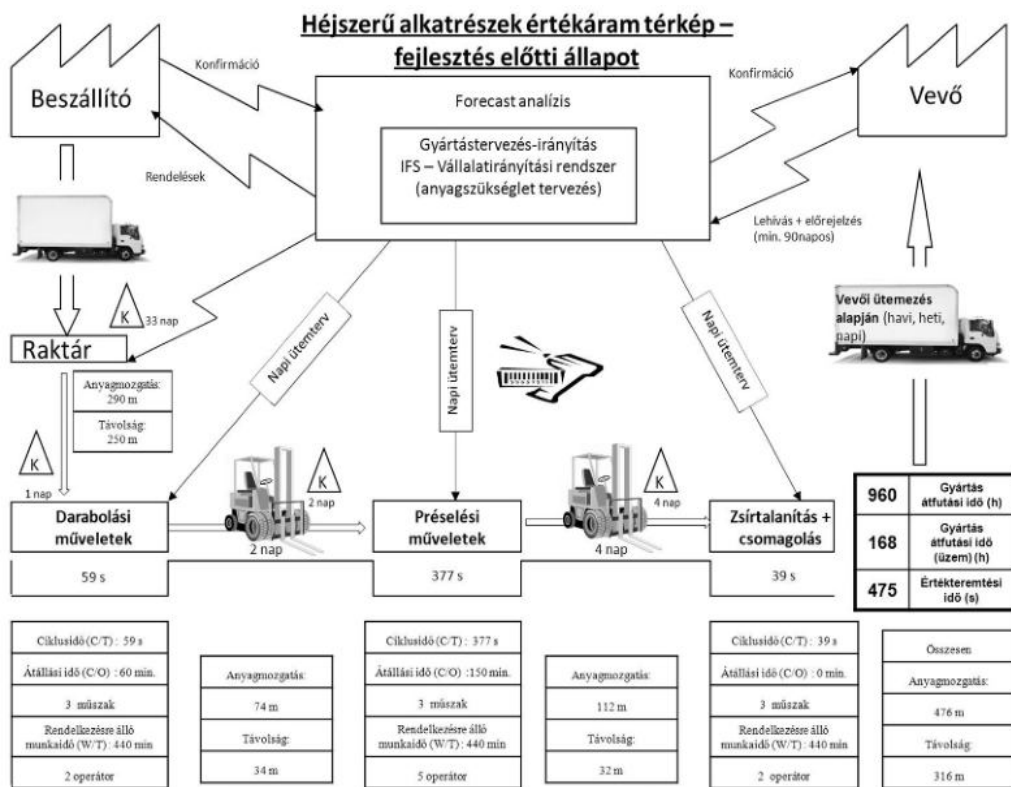 Héjszerű alkatrészek értékáram térkép –
fejlesztés előtti állapot
Beszállító
Konfirmáció
Rendelések
Forecast analízis
Gyártástervezés-irányítás
IFS – Vállalatirányítási rendszer
(anyagszükséglet tervezés)
Konfirmáció
Vevő
Lehívás + előrejelzés
(min. 90napos)
K
33 nap
Raktár
Anyagmozgatás:
290 m
Távolság:
250 m
Napi ütemterv
Napi ütemterv
Napi ütemterv
Vevői ütemezés
alapján (havi, heti,
napi)
K
1 nap
K
2 nap
K
4 nap
Darabolási
műveletek
2 nap
Préselési
műveletek
4 nap
Zsírtalanítás +
csomagolás
59 s
377 s
39 s
960 Gyártás
átfutási idő (h)
168 Gyártás
átfutási idő
(üzem) (h)
475 Értékteremtési
idő (s)
Ciklusidő (C/T) : 59 s
Átállási idő (C/O) : 60 min.
3 műszak
Rendelkezésre álló
munkaidő (W/T) : 440 min
2 operátor
Anyagmozgatás:
74 m
Távolság:
34 m
Ciklusidő (C/T) : 377 s
Átállási idő (C/O) :150 min.
3 műszak
Rendelkezésre álló
munkaidő (W/T) : 440 min
5 operátor
Anyagmozgatás:
112 m
Távolság:
32 m
Ciklusidő (C/T) : 39 s
Átállási idő (C/O) : 0 min.
3 műszak
Rendelkezésre álló
munkaidő (W/T) : 440 min
2 operátor
Összesen
Anyagmozgatás:
476 m
Távolság:
316 m